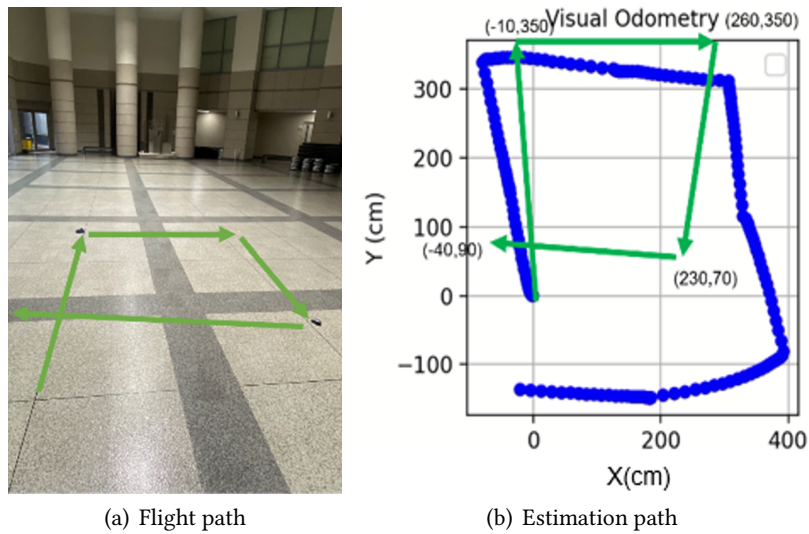 (-10,350)
Visual Odometry
(260,350)
300
200
100
0
−100
Y (cm)
(-40,90)
(230,70)
0
200
400
X(cm)
(a) Flight path
(b) Estimation path